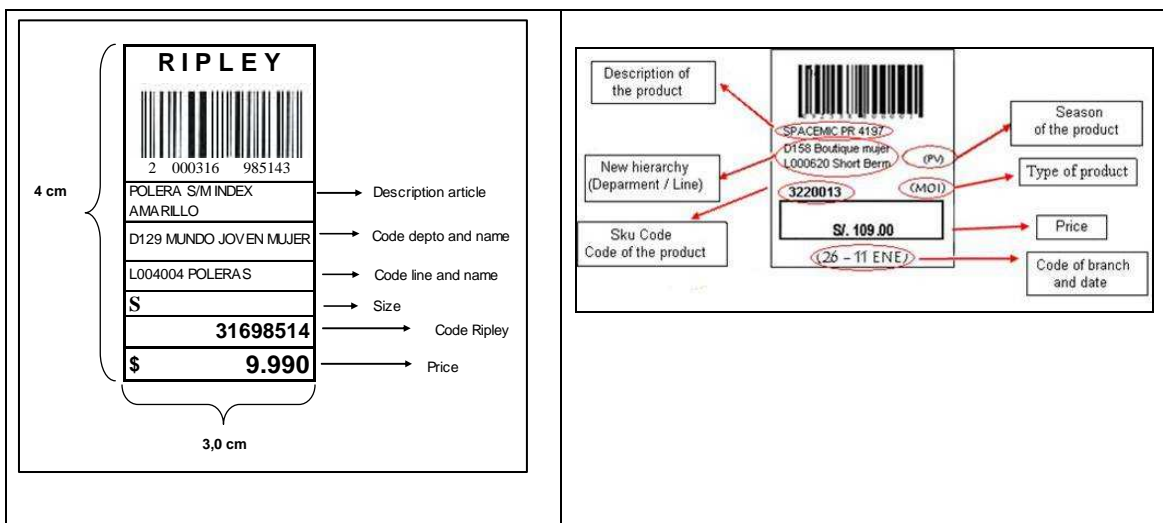 RIPLEY
2 000316 985143
4 cm
POLERA S/M INDEX
AMARILLO
Description article
D129 MUNDO JOVEN MUJER
Code depto and name
L004004 POLERAS
Code line and name
S
Size
31698514
Code Ripley
$ 9.990
Price
3,0 cm
Description of
the product
SPACEMIC PR 4197
D158 Boutique mujer
L000620 Short Berm
(PV)
Season
of the product
New hierarchy
(Deparment / Line)
3220013
(MOI)
Type of product
Sku Code
Code of the product
S/. 109.00
Price
(26 - 11 ENE)
Code of branch
and date